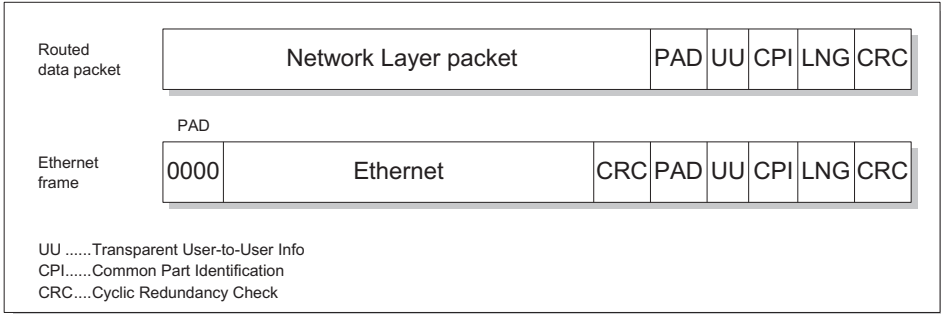 Routed
data packet
Network Layer packet PAD UU CPI LNG CRC
PAD
Ethernet
frame
0000 Ethernet CRC PAD UU CPI LNG CRC
UU ......Transparent User-to-User Info
CPI......Common Part Identification
CRC....Cyclic Redundancy Check